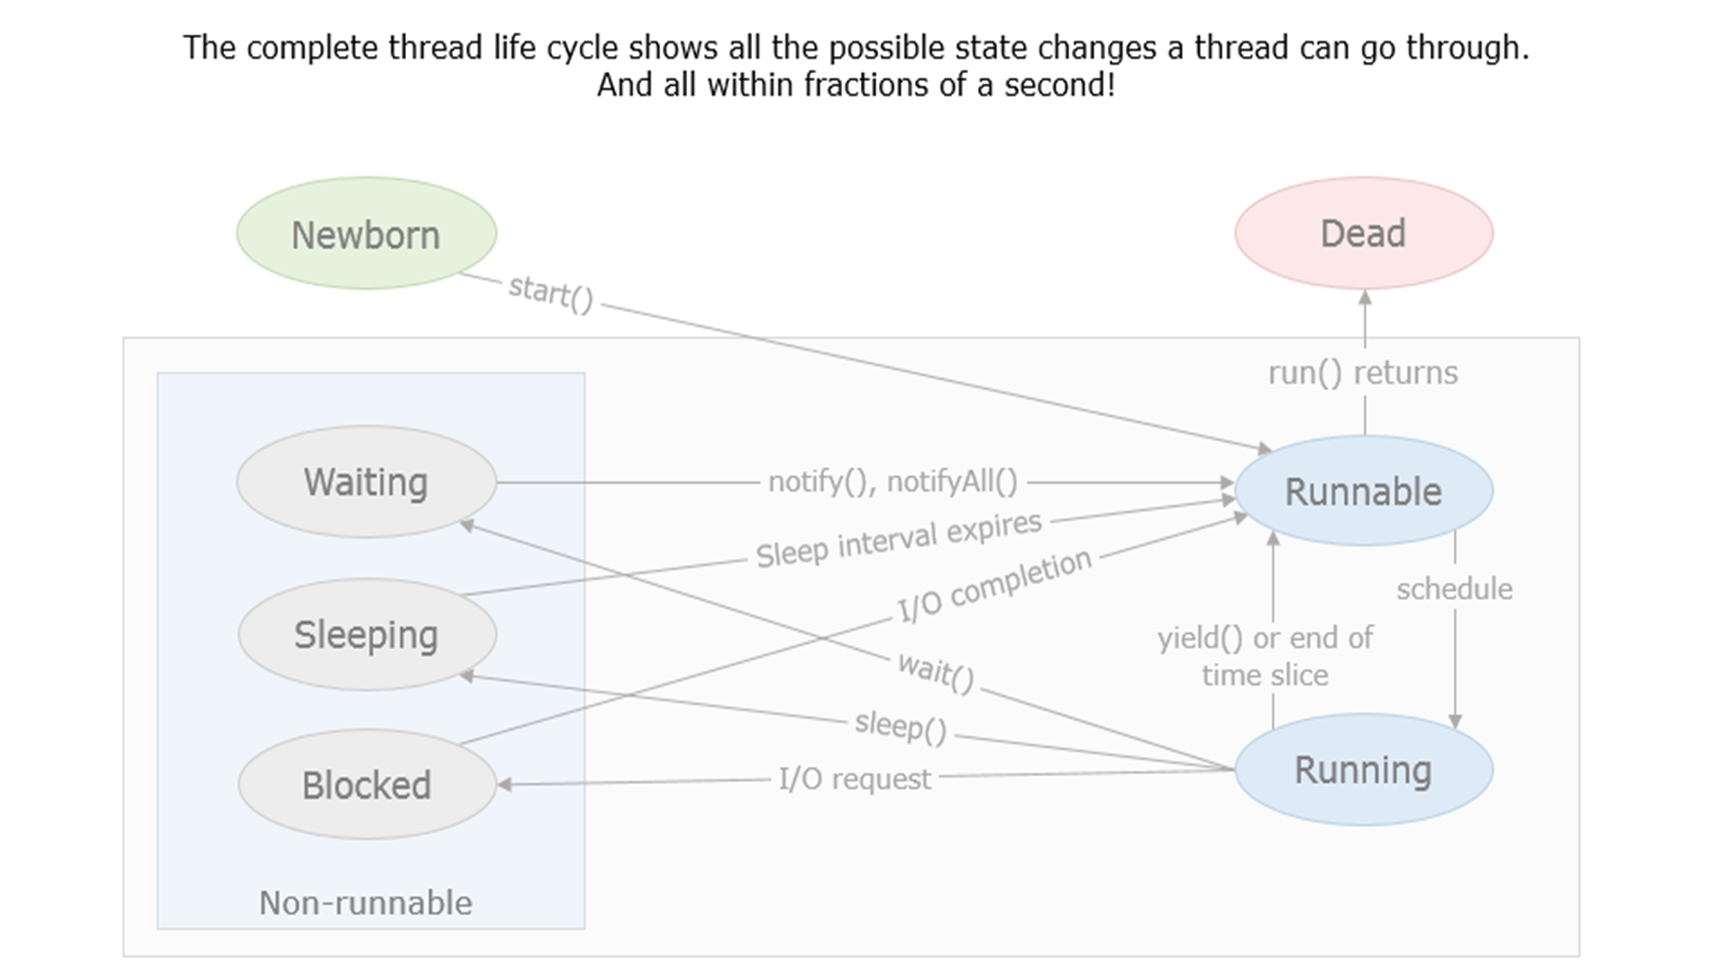 The complete thread life cycle shows all the possible state changes a thread can go through.
And all within fractions of a second!
Newborn
Dead
start()
run() returns
Waiting
notify(), notifyAll()
Runnable
Sleep interval expires
I/O completion
schedule
Sleeping
yield() or end of
time slice
wait()
sleep()
Blocked
I/O request
Running
Non-runnable